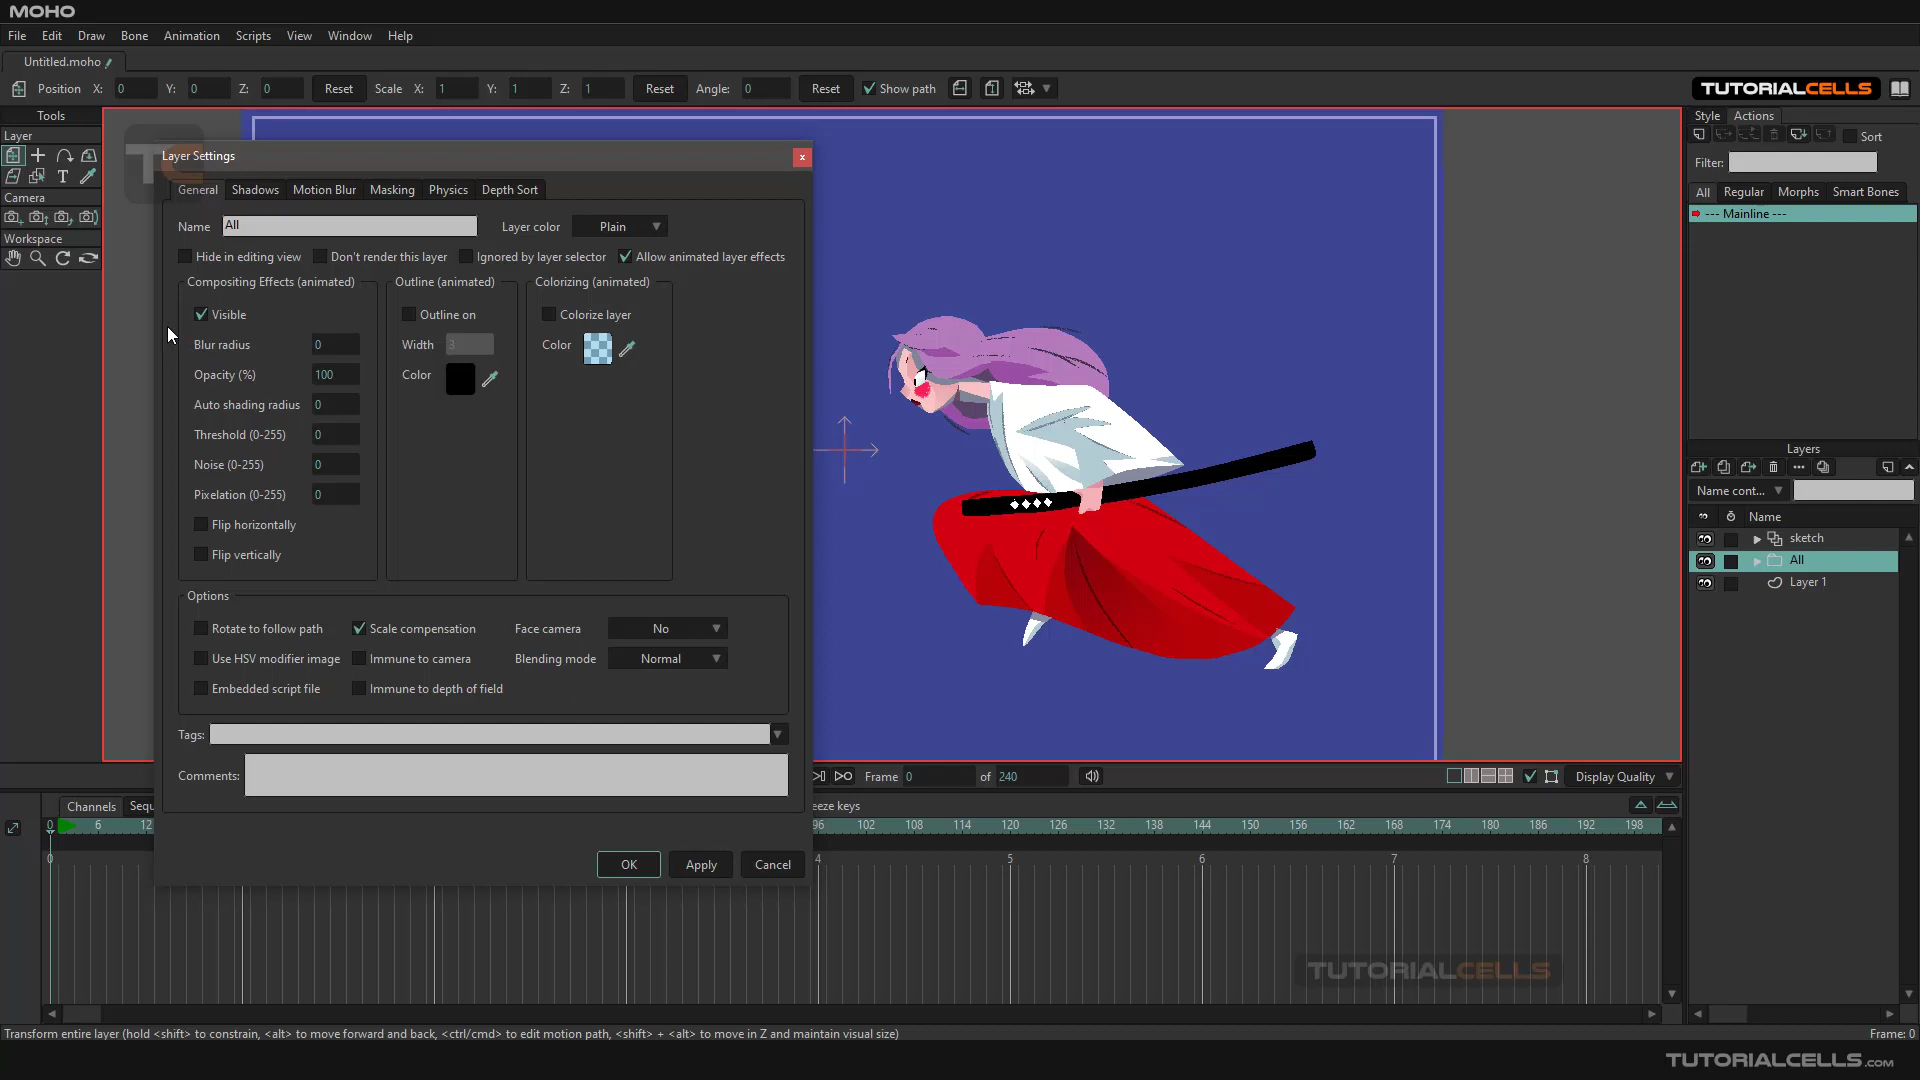 MOHO
File Edit Draw Bone Animation Scripts View Window Help
Untitled.moho
Position X: 0 Y: 0 Z: 0 Reset Scale X: 1 Y: 1 Z: 1 Reset Angle: 0 Reset Show path
TUTORIALCELLS
Tools
Style Actions
Layer
Sort
Layer Settings
Filter:
General Shadows Motion Blur Masking Physics Depth Sort
All Regular Morphs Smart Bones
Camera
--- Mainline ---
Name All Layer color Plain
Workspace
Hide in editing view Don't render this layer Ignored by layer selector Allow animated layer effects
Compositing Effects (animated) Outline (animated) Colorizing (animated)
Visible Outline on Colorize layer
Blur radius 0 Width 3 Color
Opacity (%) 100 Color
Auto shading radius 0
Threshold (0-255) 0
Noise (0-255) 0
Pixelation (0-255) 0
Flip horizontally
Flip vertically
Layers
Name cont...
Name
sketch
All
Layer 1
Options
Rotate to follow path Scale compensation Face camera No
Use HSV modifier image Immune to camera Blending mode Normal
Embedded script file Immune to depth of field
Tags:
Comments:
Frame 0 of 240 Display Quality
Channels Sequ eeze keys
0 6 12 96 102 108 114 120 126 132 138 144 150 156 162 168 174 180 186 192 198
0 4 5 6 7 8
OK Apply Cancel
TUTORIALCELLS
Transform entire layer (hold <shift> to constrain, <alt> to move forward and back, <ctrl/cmd> to edit motion path, <shift> + <alt> to move in Z and maintain visual size) Frame: 0
TUTORIALCELLS.COM